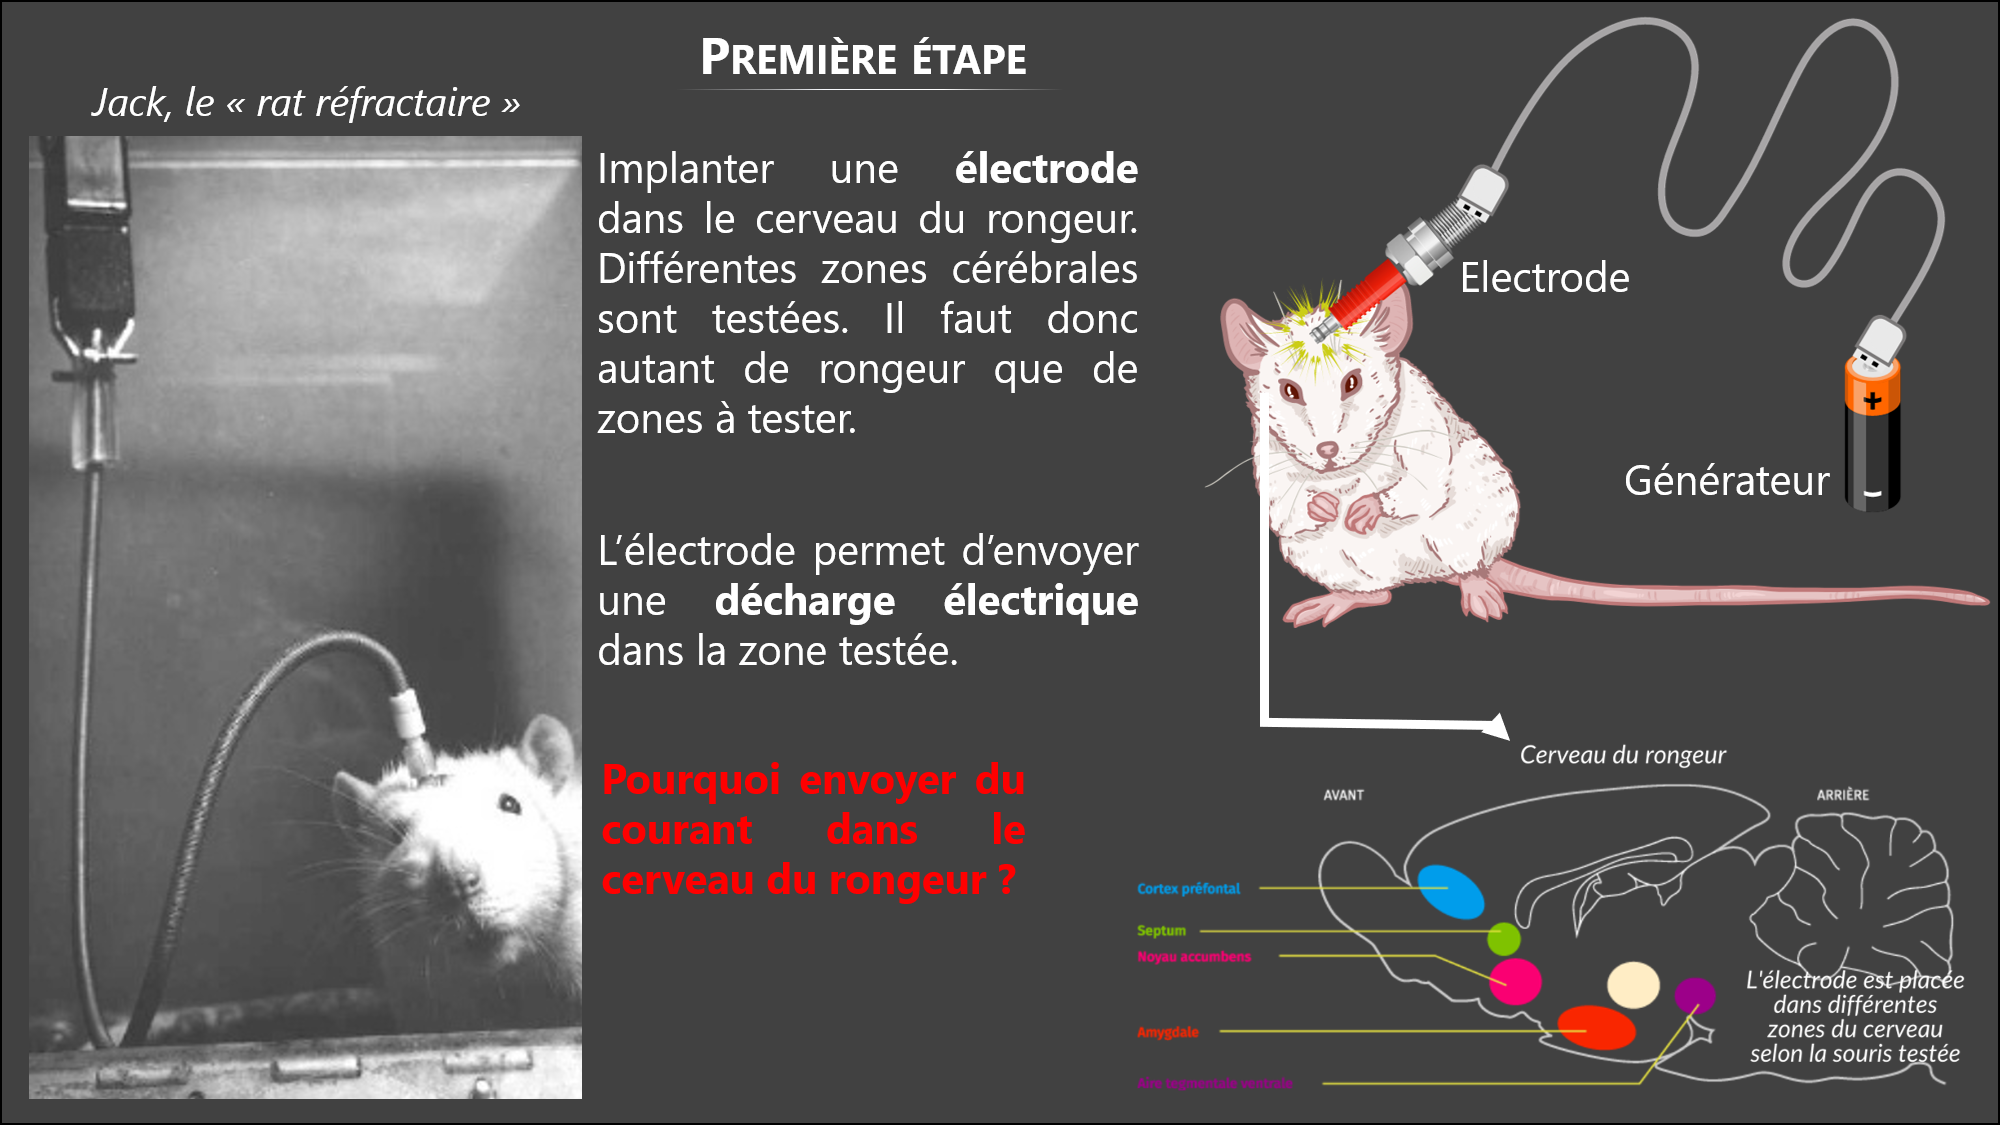 PREMIÈRE ÉTAPE
Jack, le « rat réfractaire »
Implanter une électrode
dans le cerveau du rongeur.
Différentes zones cérébrales
sont testées. Il faut donc
autant de rongeur que de
zones à tester.
L’électrode permet d’envoyer
une décharge électrique
dans la zone testée.
Pourquoi envoyer du
courant dans le
cerveau du rongeur ?
Electrode
Générateur
+
–
Cerveau du rongeur
AVANT
ARRIÈRE
Cortex préfontal
Septum
Noyau accumbens
Amygdale
Aire tegmentale ventrale
L'électrode est placée
dans différentes
zones du cerveau
selon la souris testée